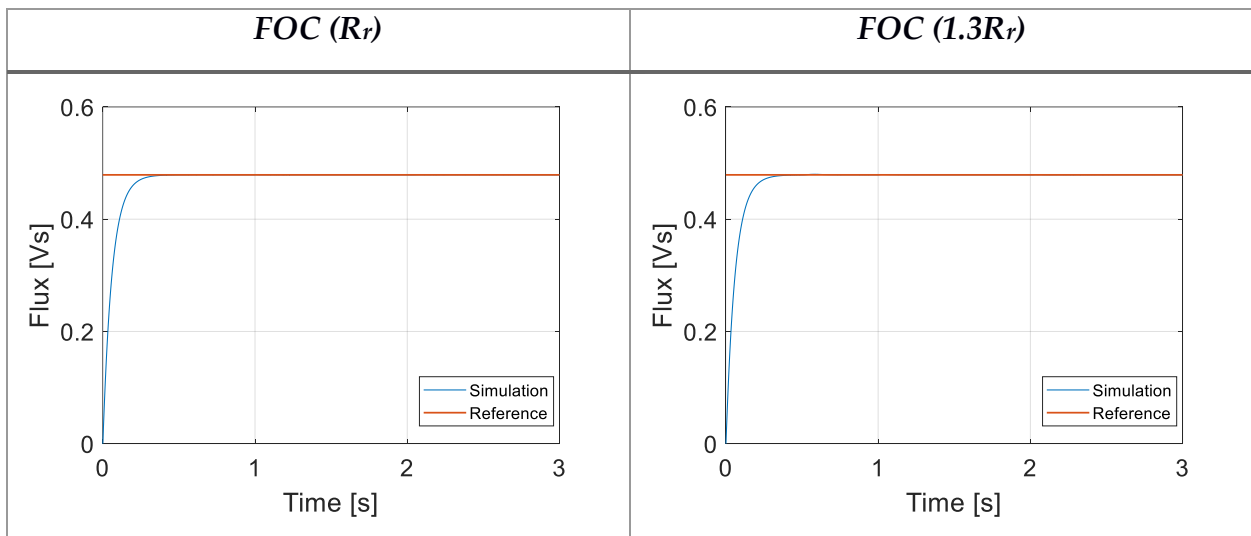 FOC (Rr)
FOC (1.3Rr)
0.6
0.4
0.2
0
Flux [Vs]
Simulation
Reference
0 1 2 3
Time [s]
0.6
0.4
0.2
0
Flux [Vs]
Simulation
Reference
0 1 2 3
Time [s]